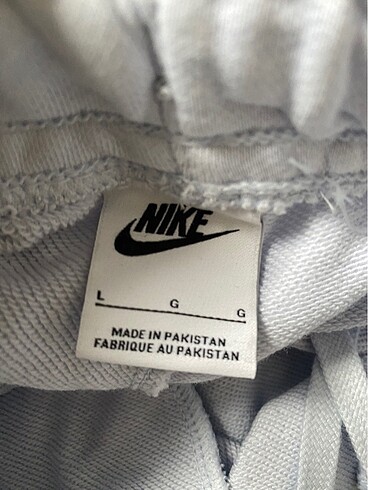 NIKE
L G G
MADE IN PAKISTAN
FABRIQUE AU PAKISTAN